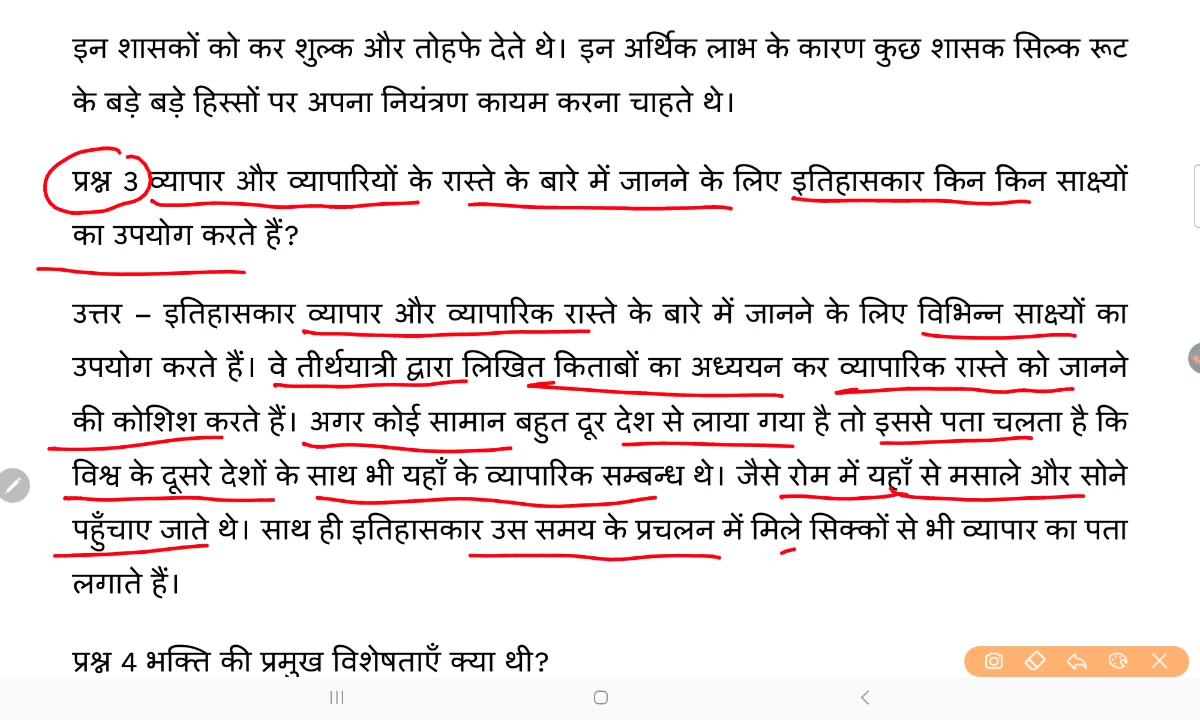 इन शासकों को कर शुल्क और तोहफे देते थे। इन अर्थिक लाभ के कारण कुछ शासक सिल्क रूट
के बड़े बड़े हिस्सों पर अपना नियंत्रण कायम करना चाहते थे।
प्रश्न 3 व्यापार और व्यापारियों के रास्ते के बारे में जानने के लिए इतिहासकार किन किन साक्ष्यों
का उपयोग करते हैं?
उत्तर – इतिहासकार व्यापार और व्यापारिक रास्ते के बारे में जानने के लिए विभिन्न साक्ष्यों का
उपयोग करते हैं। वे तीर्थयात्री द्वारा लिखित किताबों का अध्ययन कर व्यापारिक रास्ते को जानने
की कोशिश करते हैं। अगर कोई सामान बहुत दूर देश से लाया गया है तो इससे पता चलता है कि
विश्व के दूसरे देशों के साथ भी यहाँ के व्यापारिक सम्बन्ध थे। जैसे रोम में यहाँ से मसाले और सोने
पहुँचाए जाते थे। साथ ही इतिहासकार उस समय के प्रचलन में मिले सिक्कों से भी व्यापार का पता
लगाते हैं।
प्रश्न 4 भक्ति की प्रमुख विशेषताएँ क्या थी?